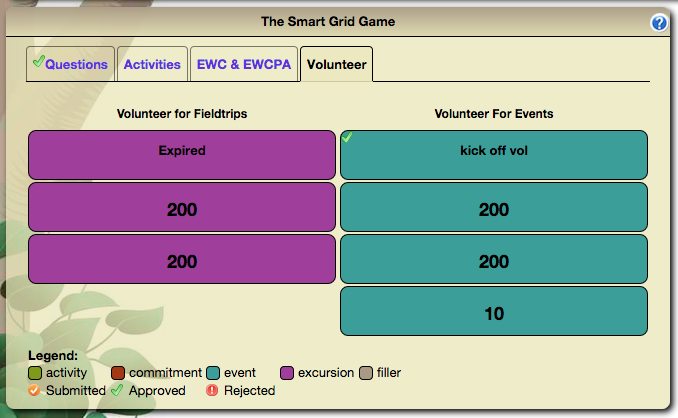 The Smart Grid Game
?
Questions Activities EWC & EWCPA Volunteer
Volunteer for Fieldtrips Volunteer For Events
Expired kick off vol
200 200
200 200
10
Legend:
activity commitment event excursion filler
Submitted Approved Rejected